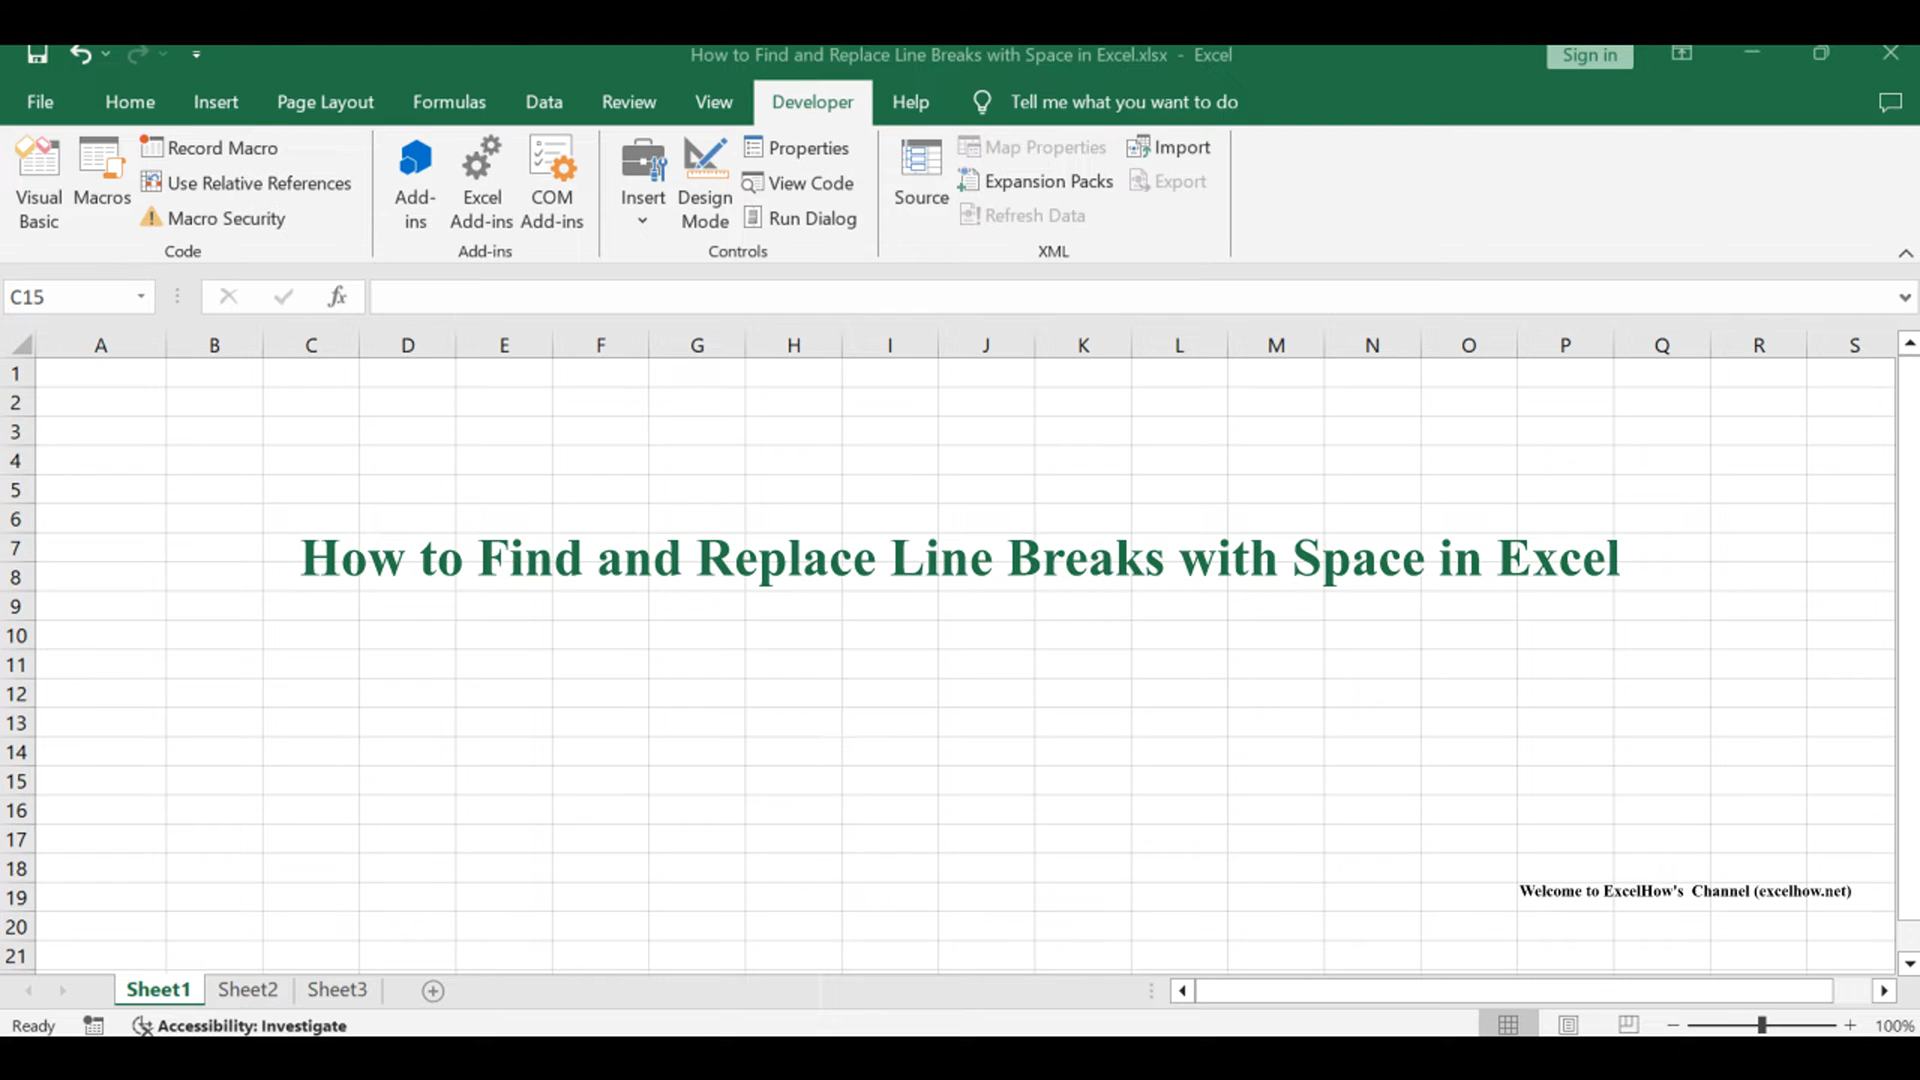 How to Find and Replace Line Breaks with Space in Excel.xlsx - Excel
Sign in
File Home Insert Page Layout Formulas Data Review View Developer Help Tell me what you want to do
Visual Basic
Macros
Record Macro
Use Relative References
Macro Security
Code
Add-ins
Excel Add-ins
COM Add-ins
Add-ins
Insert
Design Mode
Properties
View Code
Run Dialog
Controls
Source
Map Properties
Expansion Packs
Refresh Data
Import
Export
XML
C15
fx
A B C D E F G H I J K L M N O P Q R S
1
2
3
4
5
6
7
8
9
10
11
12
13
14
15
16
17
18
19
20
21
How to Find and Replace Line Breaks with Space in Excel
Welcome to ExcelHow's Channel (excelhow.net)
Sheet1 Sheet2 Sheet3
Ready
Accessibility: Investigate
100%